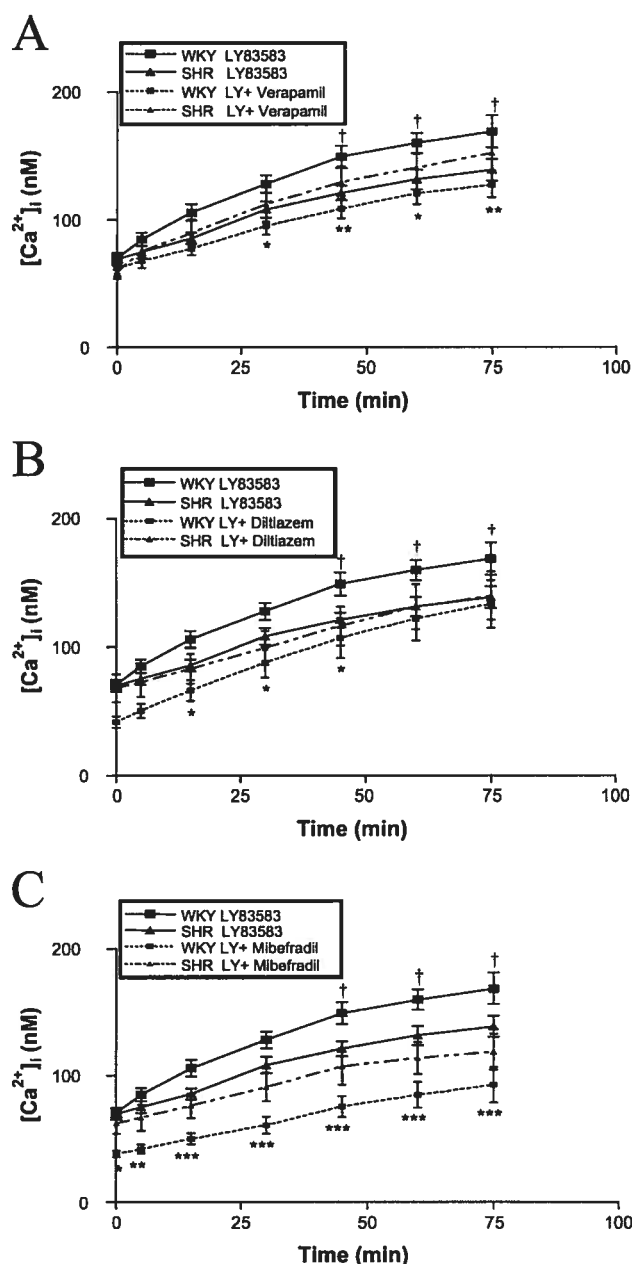 A
WKY LY83583
SHR LY83583
WKY LY+ Verapamil
SHR LY+ Verapamil
200
† † †
100
* ** * **
[Ca2+]i (nM)
0
0 25 50 75 100
Time (min)
B
WKY LY83583
SHR LY83583
WKY LY+ Diltiazem
SHR LY+ Diltiazem
200
† † †
100
* * *
[Ca2+]i (nM)
0
0 25 50 75 100
Time (min)
C
WKY LY83583
SHR LY83583
WKY LY+ Mibefradil
SHR LY+ Mibefradil
200
† † †
100
* ** *** *** *** *** ***
[Ca2+]i (nM)
0
0 25 50 75 100
Time (min)